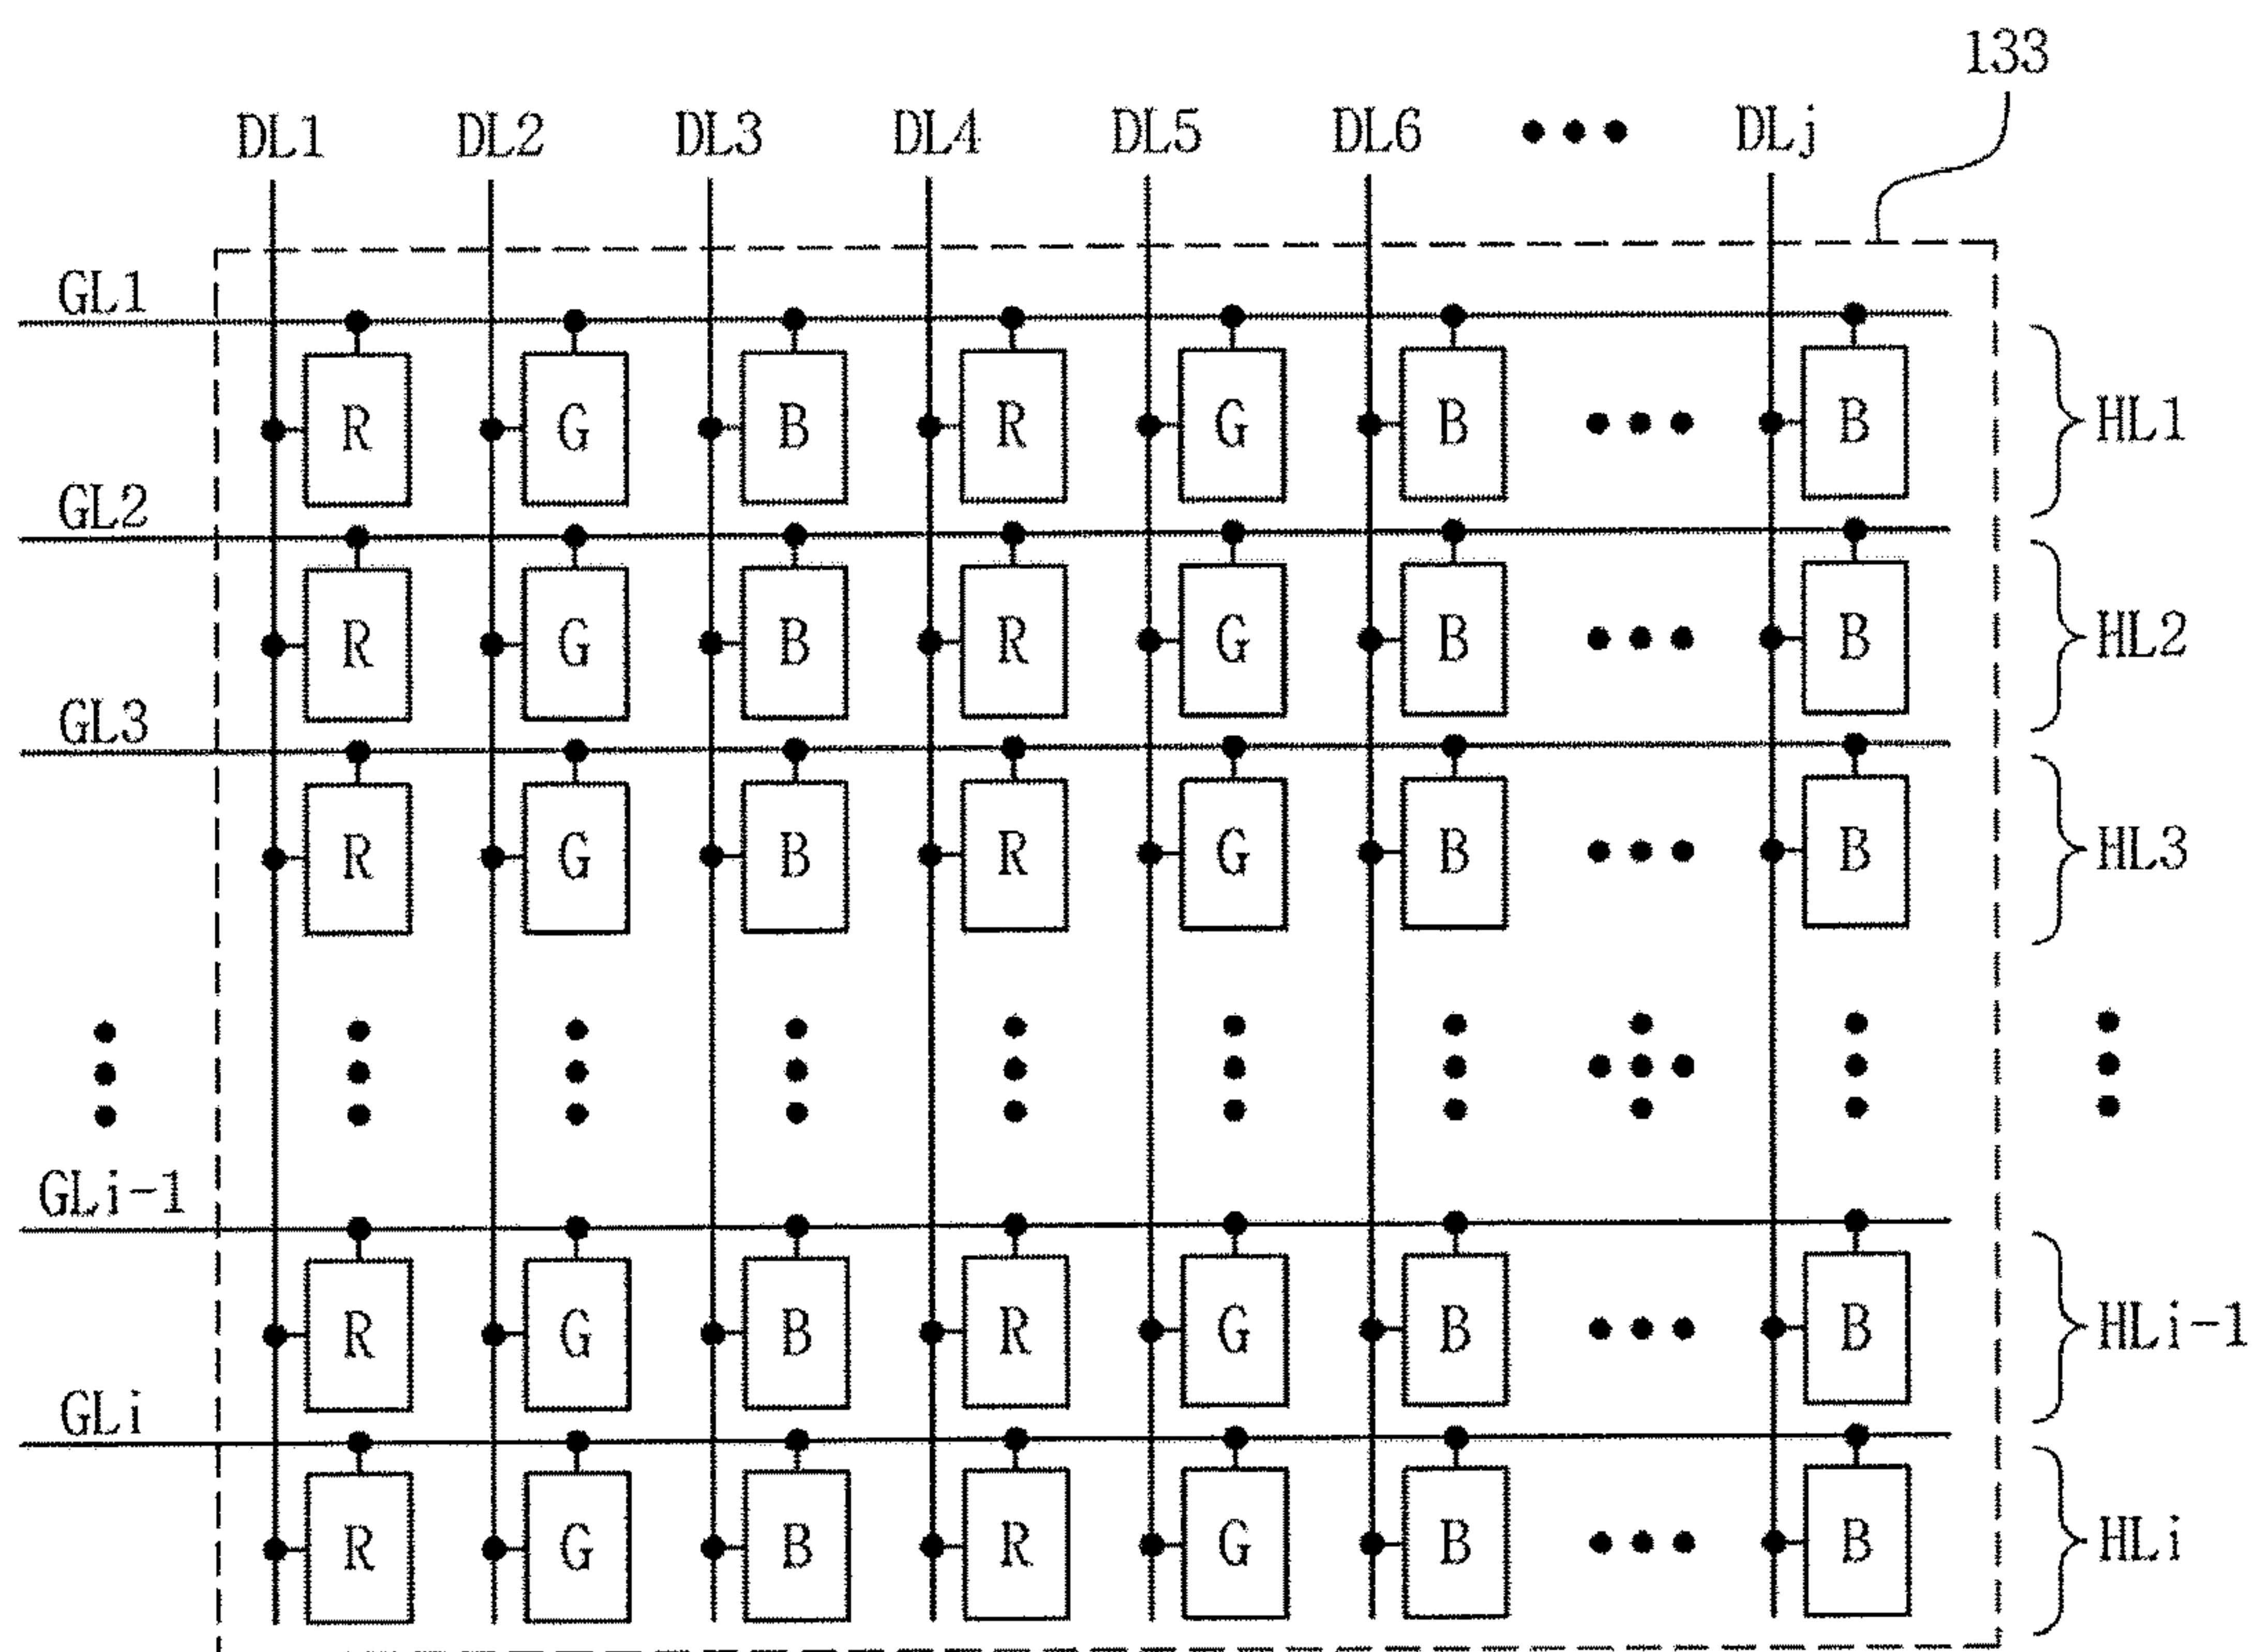 133
DL1 DL2 DL3 DL4 DL5 DL6 ••• DLj
GL1
R G B R G B ••• B HL1
GL2
R G B R G B ••• B HL2
GL3
R G B R G B ••• B HL3
GLi-1
R G B R G B ••• B HLi-1
GLi
R G B R G B ••• B HLi